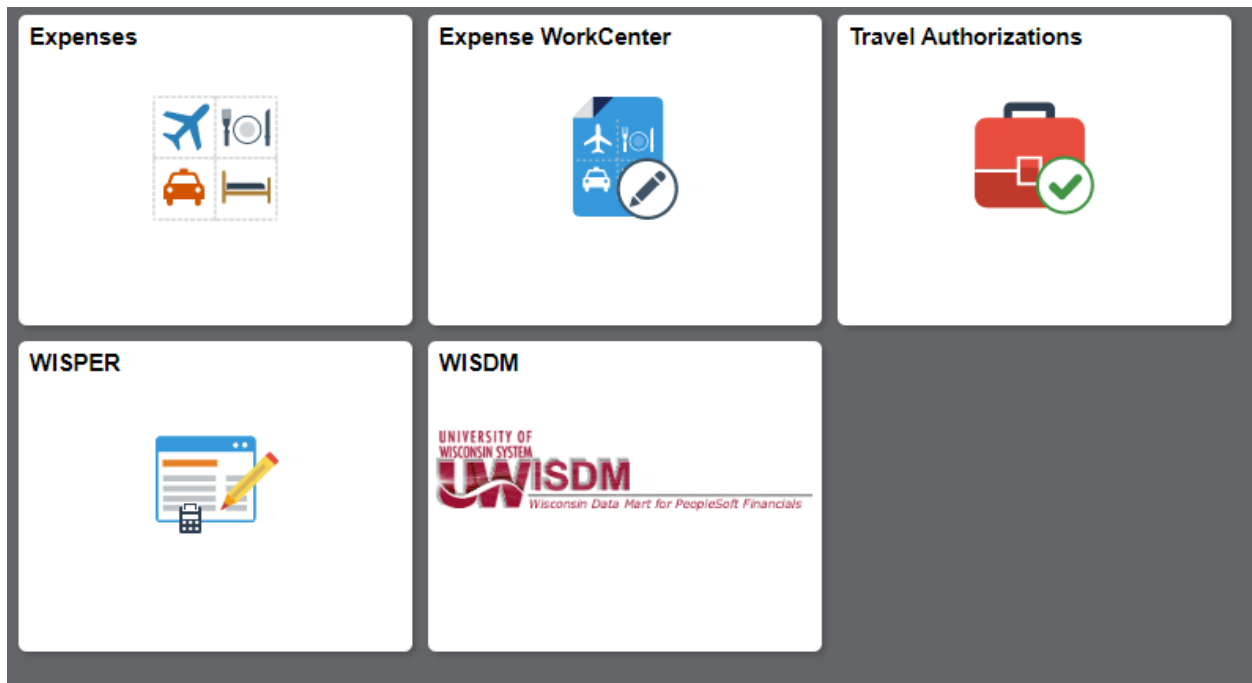 Expenses
Expense WorkCenter
Travel Authorizations
WISPER
WISDM
UNIVERSITY OF
WISCONSIN SYSTEM
UWISDM
Wisconsin Data Mart for PeopleSoft Financials